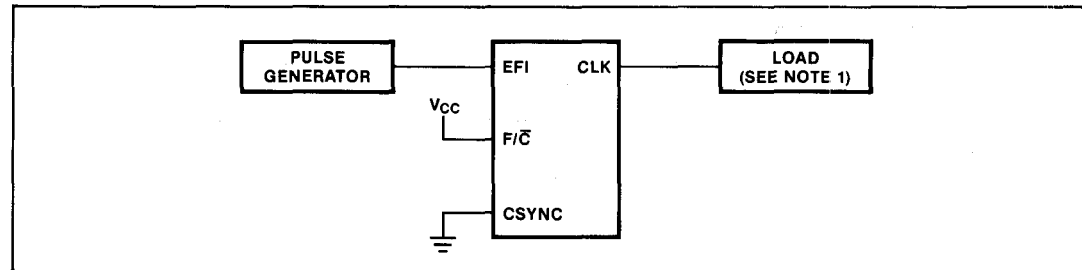 PULSE
GENERATOR
EFI
CLK
LOAD
(SEE NOTE 1)
VCC
F/C̅
CSYNC